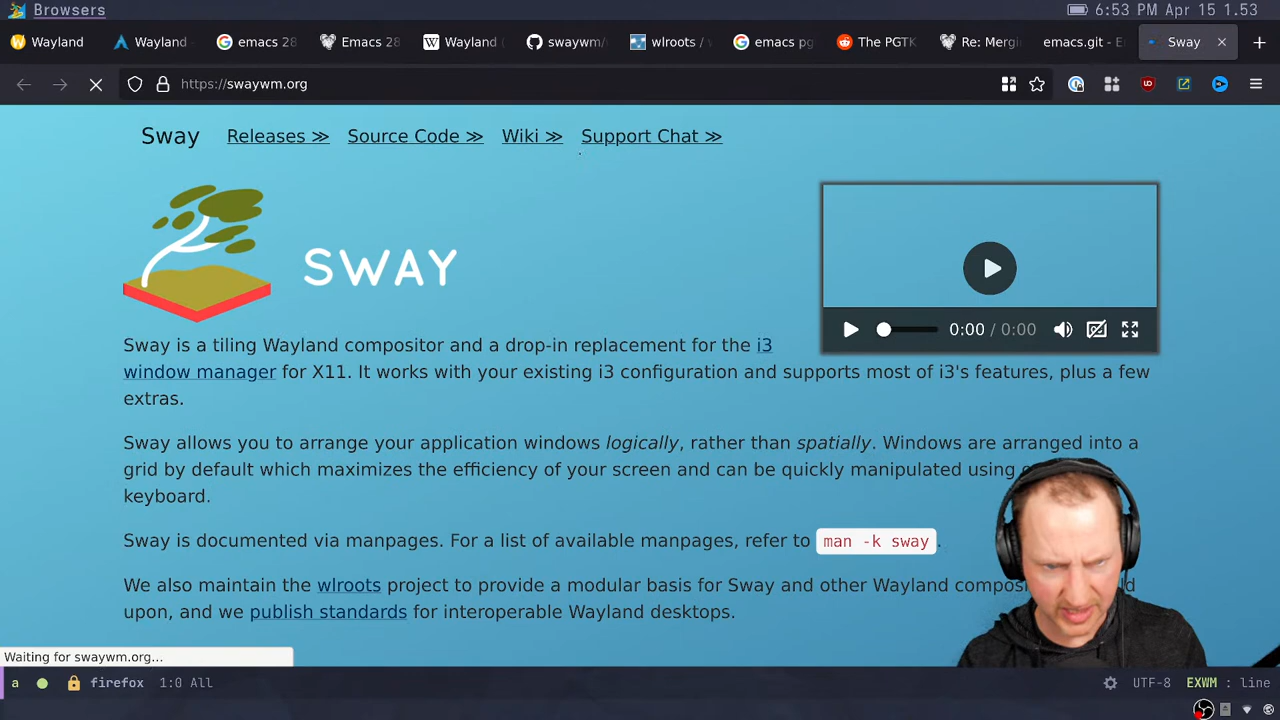 Browsers
6:53 PM Apr 15 1.53
Wayland
Wayland
emacs 28
Emacs 28
Wayland (
swaywm/
wlroots /
emacs pg
The PGTK
Re: Mergin
emacs.git - E
Sway
https://swaywm.org
Sway Releases ≫ Source Code ≫ Wiki ≫ Support Chat ≫
SWAY
0:00 / 0:00
Sway is a tiling Wayland compositor and a drop-in replacement for the i3
window manager for X11. It works with your existing i3 configuration and supports most of i3's features, plus a few
extras.
Sway allows you to arrange your application windows logically, rather than spatially. Windows are arranged into a
grid by default which maximizes the efficiency of your screen and can be quickly manipulated using
keyboard.
Sway is documented via manpages. For a list of available manpages, refer to man -k sway.
We also maintain the wlroots project to provide a modular basis for Sway and other Wayland
upon, and we publish standards for interoperable Wayland desktops.
Waiting for swaywm.org...
a firefox 1:0 All
UTF-8 EXWM : line